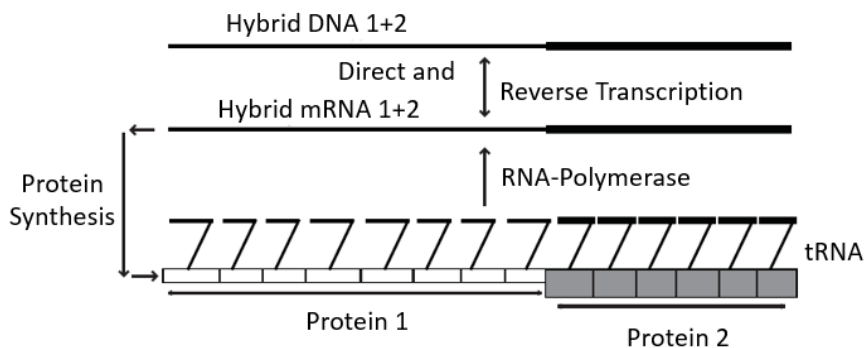 Hybrid DNA 1+2
Direct and
Reverse Transcription
Hybrid mRNA 1+2
RNA-Polymerase
Protein
Synthesis
tRNA
Protein 1
Protein 2